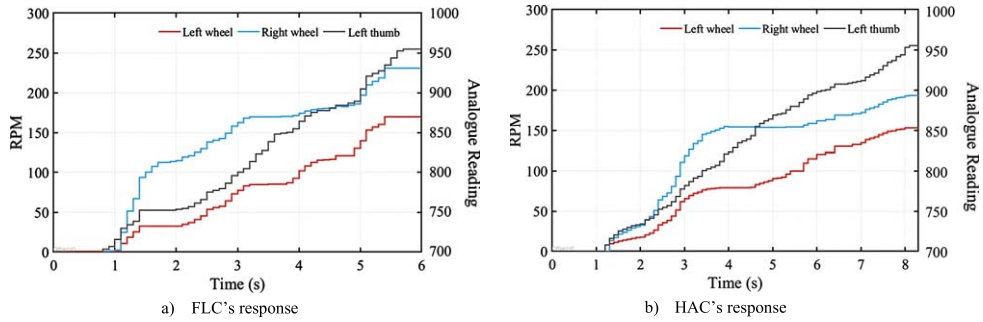 300
250
200
150
100
50
0
RPM
Left wheel Right wheel Left thumb
1000
950
900
850
800
750
700
Analogue Reading
0 1 2 3 4 5 6
Time (s)
a) FLC's response
300
250
200
150
100
50
0
RPM
Left wheel Right wheel Left thumb
1000
950
900
850
800
750
700
Analogue Reading
0 1 2 3 4 5 6 7 8
Time (s)
b) HAC's response